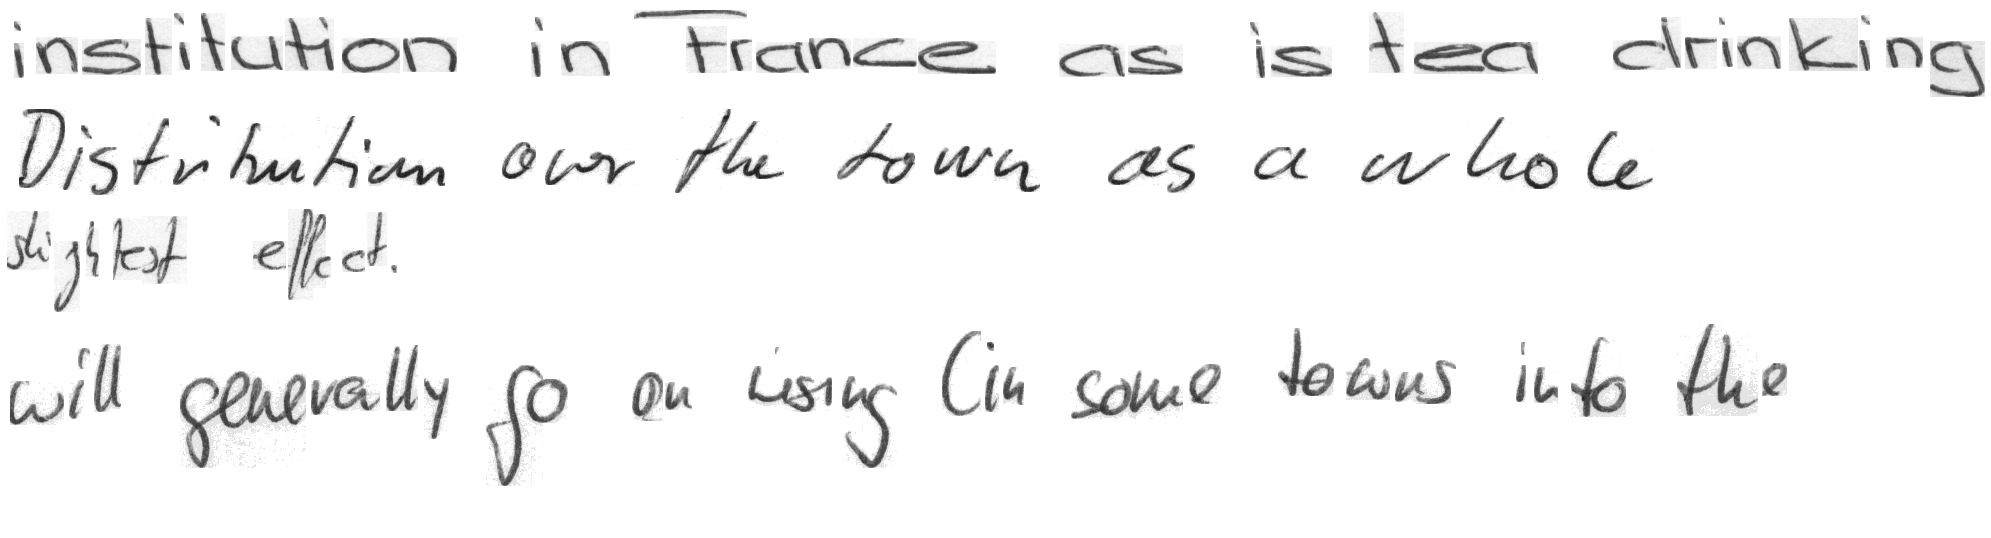 institution in France as is tea drinking
Distribution over the town as a whole
slightest effect.
will generally go on rising (in some towns into the